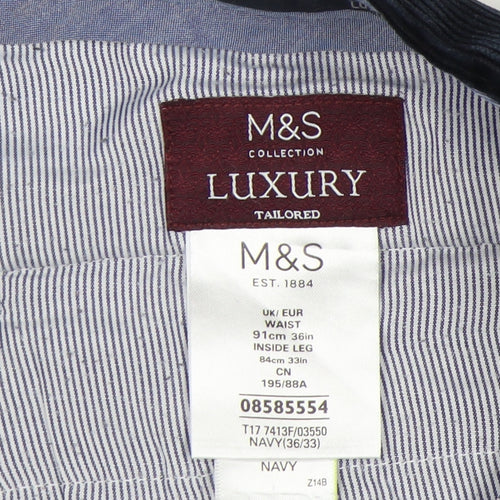 M&S
COLLECTION
LUXURY
TAILORED
M&S
EST. 1884
UK/ EUR
WAIST
91cm 36in
INSIDE LEG
84cm 33in
CN
195/88A
08585554
T17 7413F/03550
NAVY(36/33)
NAVY
Z14B